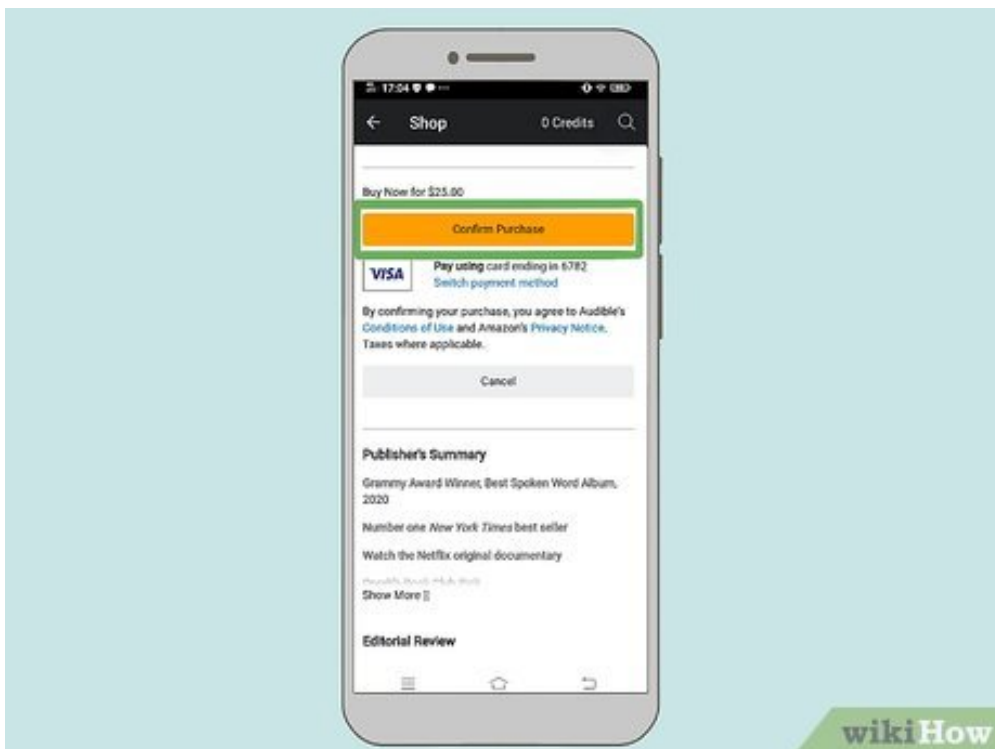 17:04
Shop
0 Credits
Buy Now for $25.00
Confirm Purchase
VISA
Pay using card ending in 6782
Switch payment method
By confirming your purchase, you agree to Audible's
Conditions of Use and Amazon's Privacy Notice.
Taxes where applicable.
Cancel
Publisher's Summary
Grammy Award Winner, Best Spoken Word Album,
2020
Number one New York Times best seller
Watch the Netflix original documentary
Show More
Editorial Review
wikiHow